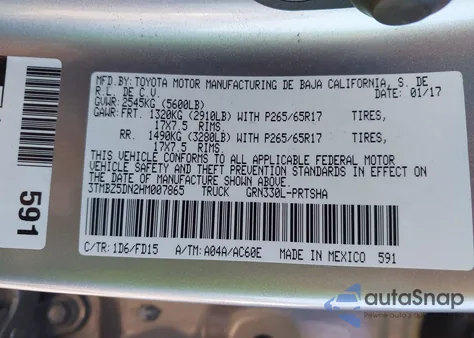 MFD.BY:TOYOTA MOTOR MANUFACTURING DE BAJA CALIFORNIA, S. DE
R.L. DE C.V. DATE: 01/17
GVWR: 2545KG (5600LB)
GAWR:FRT. 1320KG (2910LB) WITH P265/65R17 TIRES,
17X7.5 RIMS.
RR. 1490KG (3280LB) WITH P265/65R17 TIRES,
17X7.5 RIMS.
THIS VEHICLE CONFORMS TO ALL APPLICABLE FEDERAL MOTOR
VEHICLE SAFETY AND THEFT PREVENTION STANDARDS IN EFFECT ON
THE DATE OF MANUFACTURE SHOWN ABOVE.
3TMBZ5DN2HM007865 TRUCK GRN330L-PRTSHA
C/TR: 1D6/FD15 A/TM: A04A/AC60E MADE IN MEXICO 591
591
autoSnap